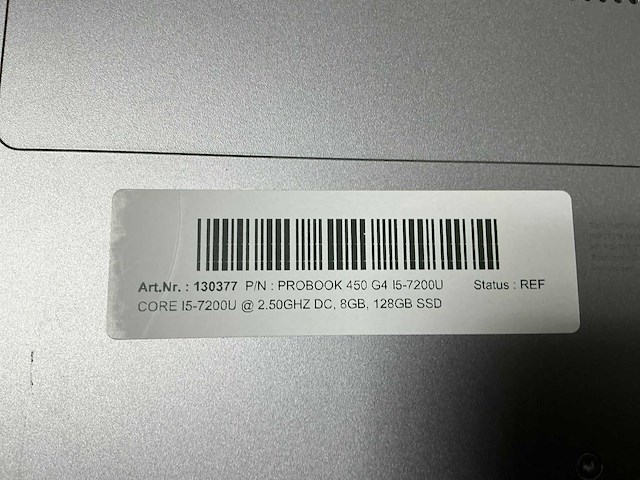 Art.Nr. : 130377 P/N : PROBOOK 450 G4 I5-7200U Status : REF
CORE I5-7200U @ 2.50GHZ DC, 8GB, 128GB SSD